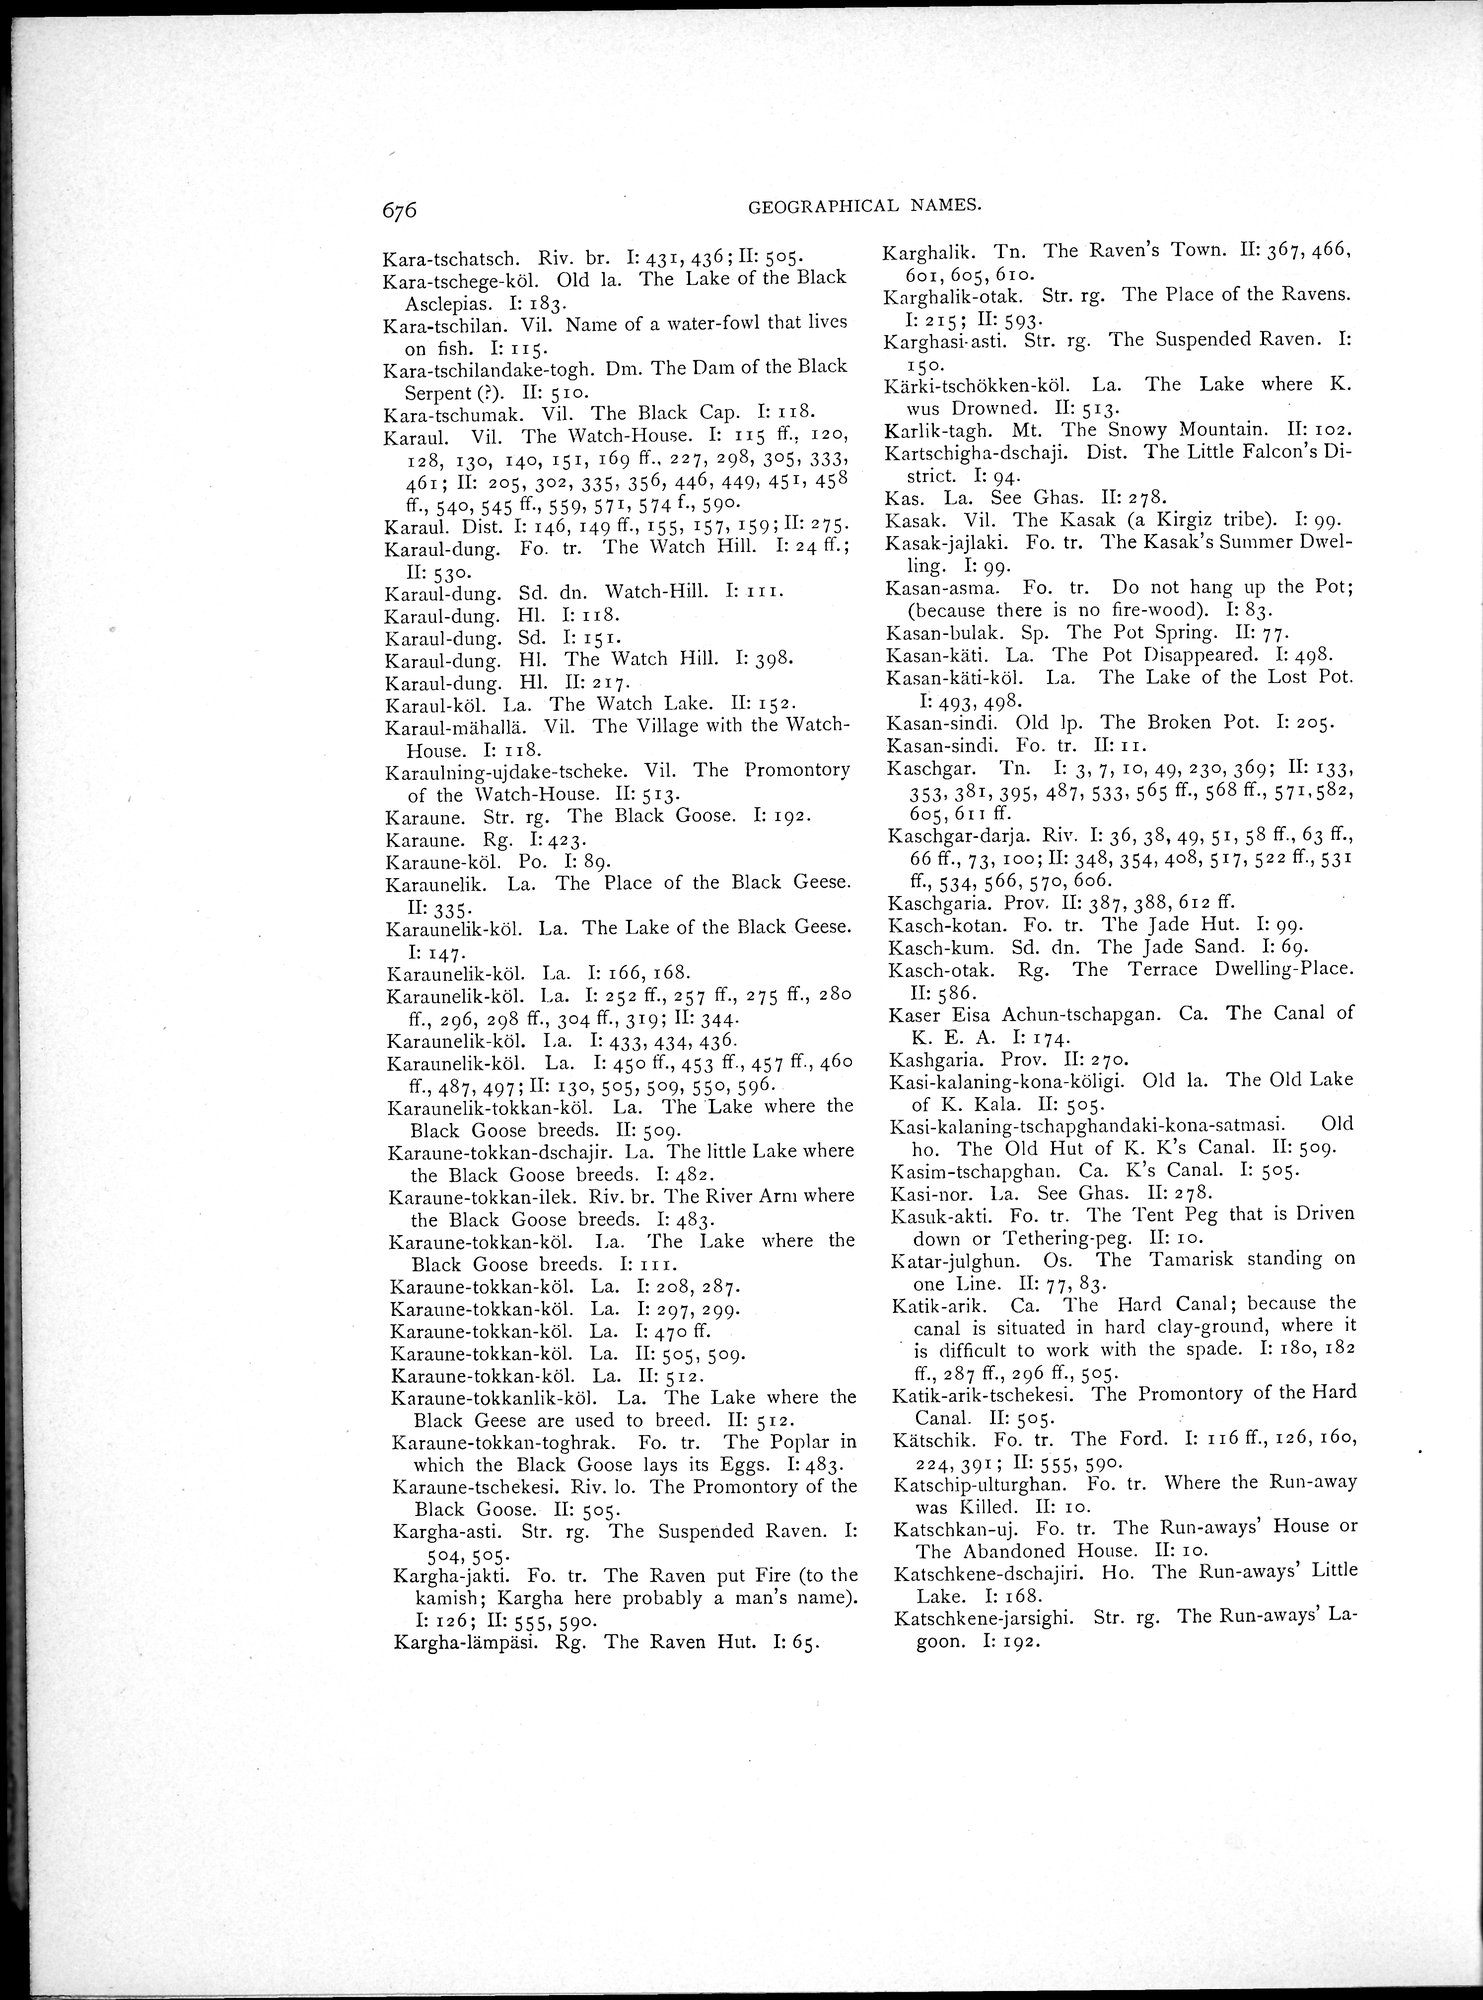 676
GEOGRAPHICAL NAMES.
Kara-tschatsch. Riv. br. I: 431, 436; II: 505.
Kara-tschege-köl. Old la. The Lake of the Black
Asclepias. I: 183.
Kara-tschilan. Vil. Name of a water-fowl that lives
on fish. I: 115.
Kara-tschilandake-togh. Dm. The Dam of the Black
Serpent (?). II: 510.
Kara-tschumak. Vil. The Black Cap. I: 118.
Karaul. Vil. The Watch-House. I: 115 ff., 120,
128, 130, 140, 151, 169 ff., 227, 298, 305, 333,
461; II: 205, 302, 335, 356, 446, 449, 451, 458
ff., 540, 545 ff., 559, 571, 574 f., 590.
Karaul. Dist. I: 146, 149 ff., 155, 157, 159; II: 275.
Karaul-dung. Fo. tr. The Watch Hill. I: 24 ff.;
II: 530.
Karaul-dung. Sd. dn. Watch-Hill. I: 111.
Karaul-dung. Hl. I: 118.
Karaul-dung. Sd. I: 151.
Karaul-dung. Hl. The Watch Hill. I: 398.
Karaul-dung. Hl. II: 217.
Karaul-köl. La. The Watch Lake. II: 152.
Karaul-mähallä. Vil. The Village with the Watch-
House. I: 118.
Karaulning-ujdake-tscheke. Vil. The Promontory
of the Watch-House. II: 513.
Karaune. Str. rg. The Black Goose. I: 192.
Karaune. Rg. I: 423.
Karaune-köl. Po. I: 89.
Karaunelik. La. The Place of the Black Geese.
II: 335.
Karaunelik-köl. La. The Lake of the Black Geese.
I: 147.
Karaunelik-köl. La. I: 166, 168.
Karaunelik-köl. La. I: 252 ff., 257 ff., 275 ff., 280
ff., 296, 298 ff., 304 ff., 319; II: 344.
Karaunelik-köl. La. I: 433, 434, 436.
Karaunelik-köl. La. I: 450 ff., 453 ff., 457 ff., 460
ff., 487, 497; II: 130, 505, 509, 550, 596.
Karaunelik-tokkan-köl. La. The Lake where the
Black Goose breeds. II: 509.
Karaune-tokkan-dschajir. La. The little Lake where
the Black Goose breeds. I: 482.
Karaune-tokkan-ilek. Riv. br. The River Arm where
the Black Goose breeds. I: 483.
Karaune-tokkan-köl. La. The Lake where the
Black Goose breeds. I: 111.
Karaune-tokkan-köl. La. I: 208, 287.
Karaune-tokkan-köl. La. I: 297, 299.
Karaune-tokkan-köl. La. I: 470 ff.
Karaune-tokkan-köl. La. II: 505, 509.
Karaune-tokkan-köl. La. II: 512.
Karaune-tokkanlik-köl. La. The Lake where the
Black Geese are used to breed. II: 512.
Karaune-tokkan-toghrak. Fo. tr. The Poplar in
which the Black Goose lays its Eggs. I: 483.
Karaune-tschekesi. Riv. lo. The Promontory of the
Black Goose. II: 505.
Kargha-asti. Str. rg. The Suspended Raven. I:
504, 505.
Kargha-jakti. Fo. tr. The Raven put Fire (to the
kamish; Kargha here probably a man's name).
I: 126; II: 555, 590.
Kargha-lämpäsi. Rg. The Raven Hut. I: 65.
Karghalik. Tn. The Raven's Town. II: 367, 466,
601, 605, 610.
Karghalik-otak. Str. rg. The Place of the Ravens.
I: 215; II: 593.
Karghasi-asti. Str. rg. The Suspended Raven. I:
150.
Kärki-tschökken-köl. La. The Lake where K.
wus Drowned. II: 513.
Karlik-tagh. Mt. The Snowy Mountain. II: 102.
Kartschigha-dschaji. Dist. The Little Falcon's Di-
strict. I: 94.
Kas. La. See Ghas. II: 278.
Kasak. Vil. The Kasak (a Kirgiz tribe). I: 99.
Kasak-jajlaki. Fo. tr. The Kasak's Summer Dwel-
ling. I: 99.
Kasan-asma. Fo. tr. Do not hang up the Pot;
(because there is no fire-wood). I: 83.
Kasan-bulak. Sp. The Pot Spring. II: 77.
Kasan-käti. La. The Pot Disappeared. I: 498.
Kasan-käti-köl. La. The Lake of the Lost Pot.
I: 493, 498.
Kasan-sindi. Old lp. The Broken Pot. I: 205.
Kasan-sindi. Fo. tr. II: 11.
Kaschgar. Tn. I: 3, 7, 10, 49, 230, 369; II: 133,
353, 381, 395, 487, 533, 565 ff., 568 ff., 571, 582,
605, 611 ff.
Kaschgar-darja. Riv. I: 36, 38, 49, 51, 58 ff., 63 ff.,
66 ff., 73, 100; II: 348, 354, 408, 517, 522 ff., 531
ff., 534, 566, 570, 606.
Kaschgaria. Prov. II: 387, 388, 612 ff.
Kasch-kotan. Fo. tr. The Jade Hut. I: 99.
Kasch-kum. Sd. dn. The Jade Sand. I: 69.
Kasch-otak. Rg. The Terrace Dwelling-Place.
II: 586.
Kaser Eisa Achun-tschapgan. Ca. The Canal of
K. E. A. I: 174.
Kashgaria. Prov. II: 270.
Kasi-kalaning-kona-köligi. Old la. The Old Lake
of K. Kala. II: 505.
Kasi-kalaning-tschapghandaki-kona-satmasi. Old
ho. The Old Hut of K. K's Canal. II: 509.
Kasim-tschapghan. Ca. K's Canal. I: 505.
Kasi-nor. La. See Ghas. II: 278.
Kasuk-akti. Fo. tr. The Tent Peg that is Driven
down or Tethering-peg. II: 10.
Katar-julghun. Os. The Tamarisk standing on
one Line. II: 77, 83.
Katik-arik. Ca. The Hard Canal; because the
canal is situated in hard clay-ground, where it
is difficult to work with the spade. I: 180, 182
ff., 287 ff., 296 ff., 505.
Katik-arik-tschekesi. The Promontory of the Hard
Canal. II: 505.
Kätschik. Fo. tr. The Ford. I: 116 ff., 126, 160,
224, 391; II: 555, 590.
Katschip-ulturghan. Fo. tr. Where the Run-away
was Killed. II: 10.
Katschkan-uj. Fo. tr. The Run-aways' House or
The Abandoned House. II: 10.
Katschkene-dschajiri. Ho. The Run-aways' Little
Lake. I: 168.
Katschkene-jarsighi. Str. rg. The Run-aways' La-
goon. I: 192.